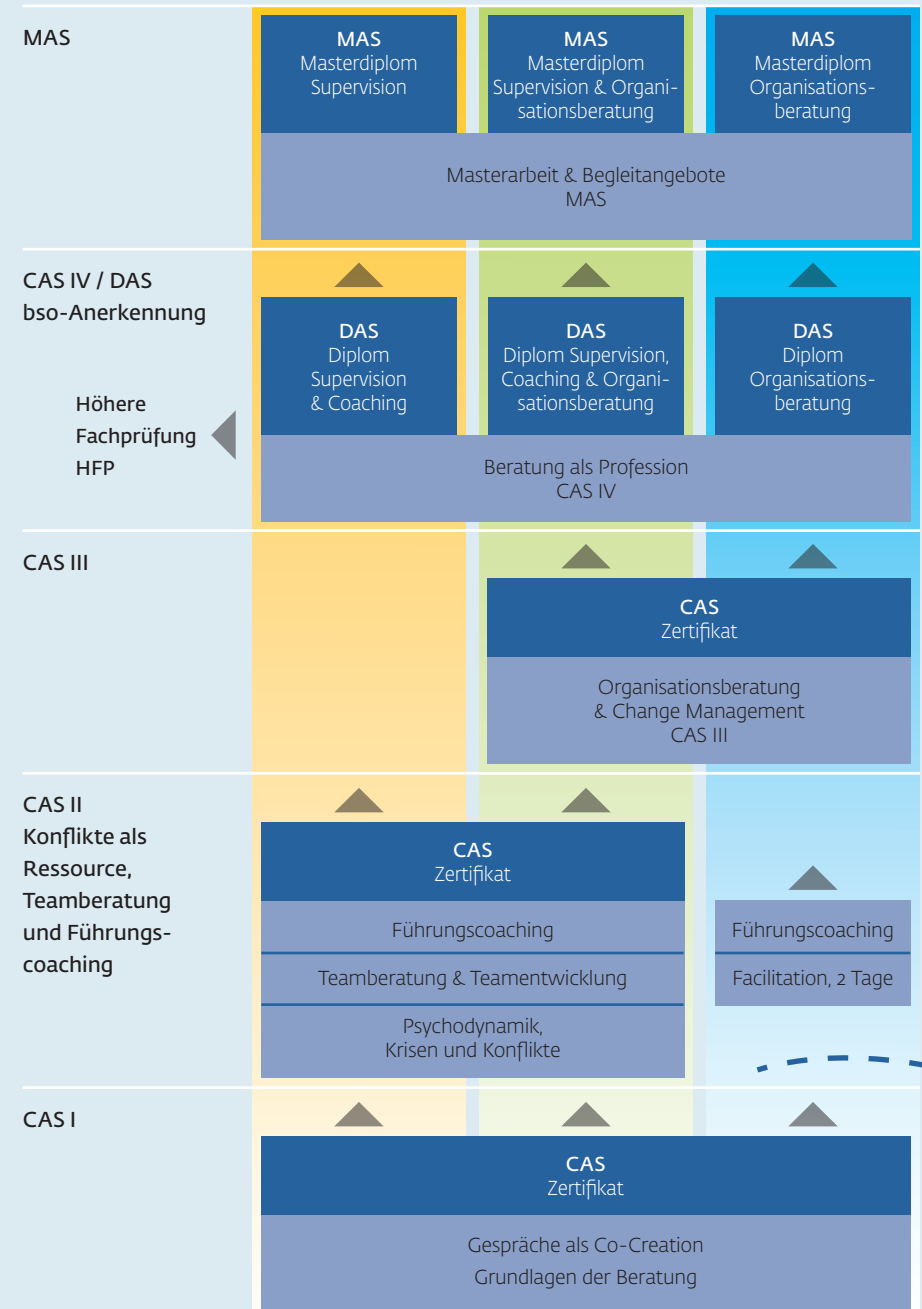 MAS
MAS
Masterdiplom
Supervision
MAS
Masterdiplom
Supervision & Organi-
sationsberatung
MAS
Masterdiplom
Organisations-
beratung
Masterarbeit & Begleitangebote
MAS
CAS IV / DAS
bso-Anerkennung
Höhere
Fachprüfung
HFP
DAS
Diplom
Supervision
& Coaching
DAS
Diplom Supervision,
Coaching & Organi-
sationsberatung
DAS
Diplom
Organisations-
beratung
Beratung als Profession
CAS IV
CAS III
CAS
Zertifikat
Organisationsberatung
& Change Management
CAS III
CAS II
Konflikte als
Ressource,
Teamberatung
und Führungs-
coaching
CAS
Zertifikat
Führungscoaching
Teamberatung & Teamentwicklung
Psychodynamik,
Krisen und Konflikte
Führungscoaching
Facilitation, 2 Tage
CAS I
CAS
Zertifikat
Gespräche als Co-Creation
Grundlagen der Beratung